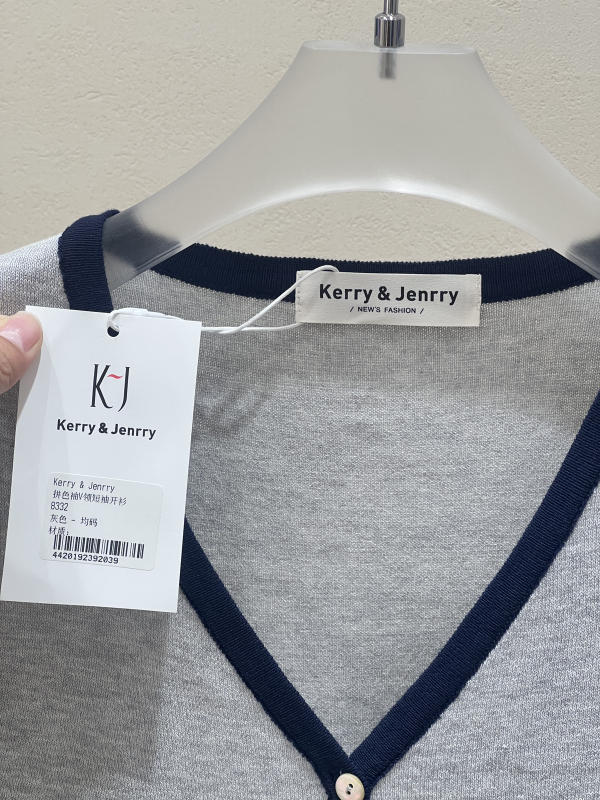 Kerry & Jenrry
/ NEW'S FASHION /
KJ
Kerry & Jenrry
Kerry & Jenrry
拼色袖V领短袖开衫
8332
灰色 - 均码
材质:
4420192392039